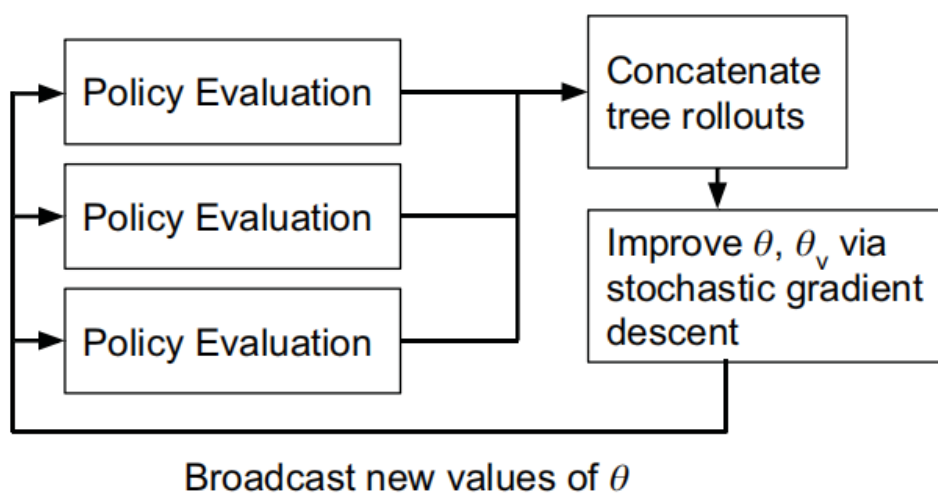 Policy Evaluation
Policy Evaluation
Policy Evaluation
Concatenate
tree rollouts
Improve θ, θᵥ via
stochastic gradient
descent
Broadcast new values of θ